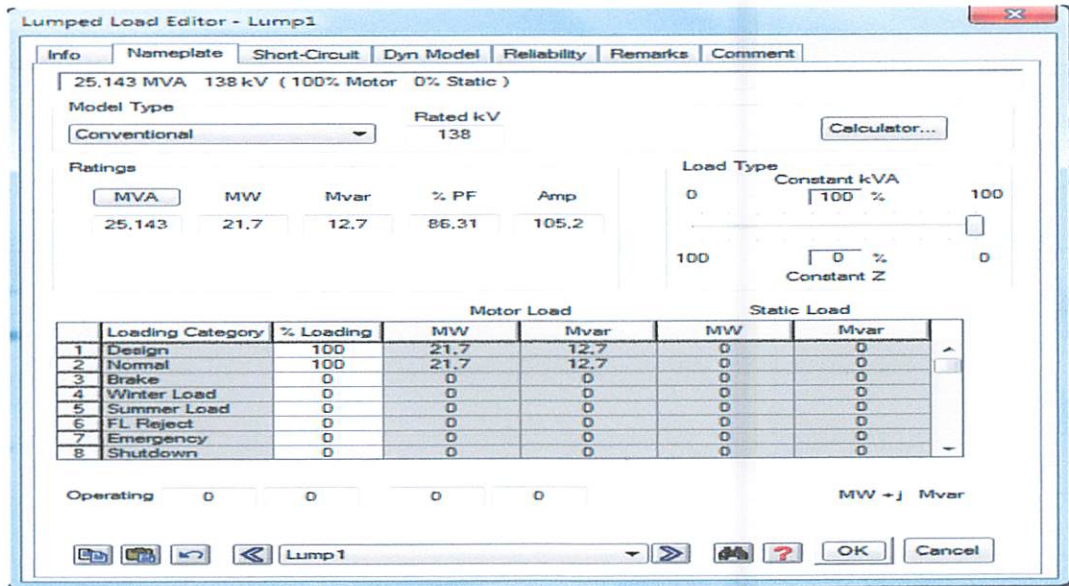 Lumped Load Editor - Lump1
Info Nameplate Short-Circuit Dyn Model Reliability Remarks Comment
25,143 MVA 138 kV ( 100% Motor 0% Static )
Model Type
Conventional
Rated kV
138
Calculator...
Ratings
MVA MW Mvar % PF Amp
25,143 21,7 12,7 86,31 105,2
Load Type
Constant kVA
0 100 % 100
100 0 % 0
Constant Z
Motor Load Static Load
Loading Category % Loading MW Mvar MW Mvar
1 Design 100 21,7 12,7 0 0
2 Normal 100 21,7 12,7 0 0
3 Brake 0 0 0 0 0
4 Winter Load 0 0 0 0 0
5 Summer Load 0 0 0 0 0
6 FL Reject 0 0 0 0 0
7 Emergency 0 0 0 0 0
8 Shutdown 0 0 0 0 0
Operating 0 0 0 0 MW +j Mvar
Lump1 ? OK Cancel